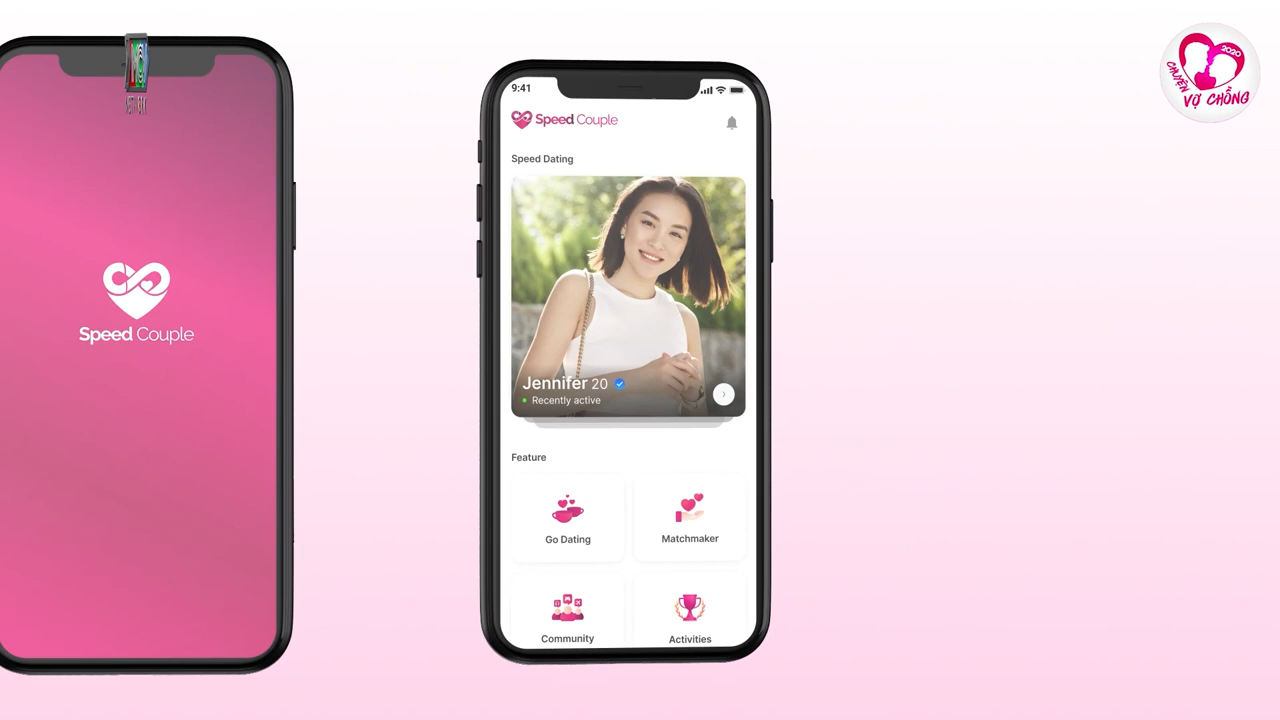 Speed Couple
9:41
Speed Couple
Speed Dating
Jennifer 20
Recently active
Feature
Go Dating
Matchmaker
Community
Activities
2020
CHUYỆN
VỢ CHỒNG